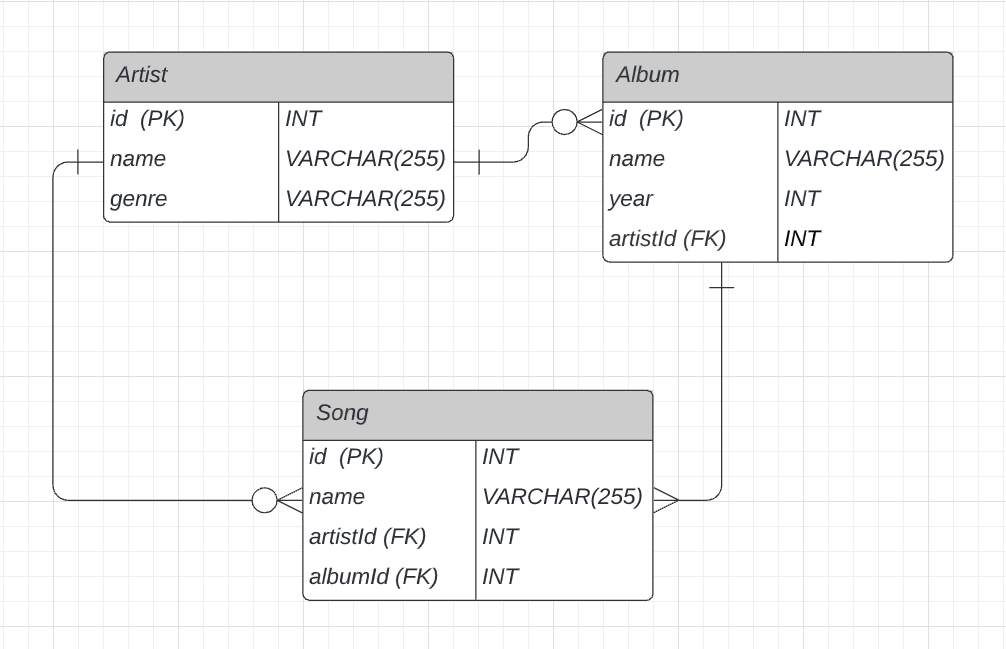 Artist
id (PK) INT
name VARCHAR(255)
genre VARCHAR(255)
Album
id (PK) INT
name VARCHAR(255)
year INT
artistId (FK) INT
Song
id (PK) INT
name VARCHAR(255)
artistId (FK) INT
albumId (FK) INT